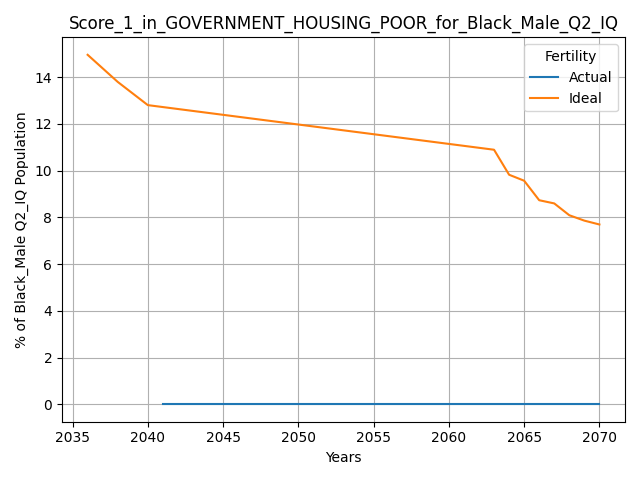 Score_1_in_GOVERNMENT_HOUSING_POOR_for_Black_Male_Q2_IQ
Fertility
Actual
Ideal
% of Black_Male Q2_IQ Population
14
12
10
8
6
4
2
0
2035 2040 2045 2050 2055 2060 2065 2070
Years